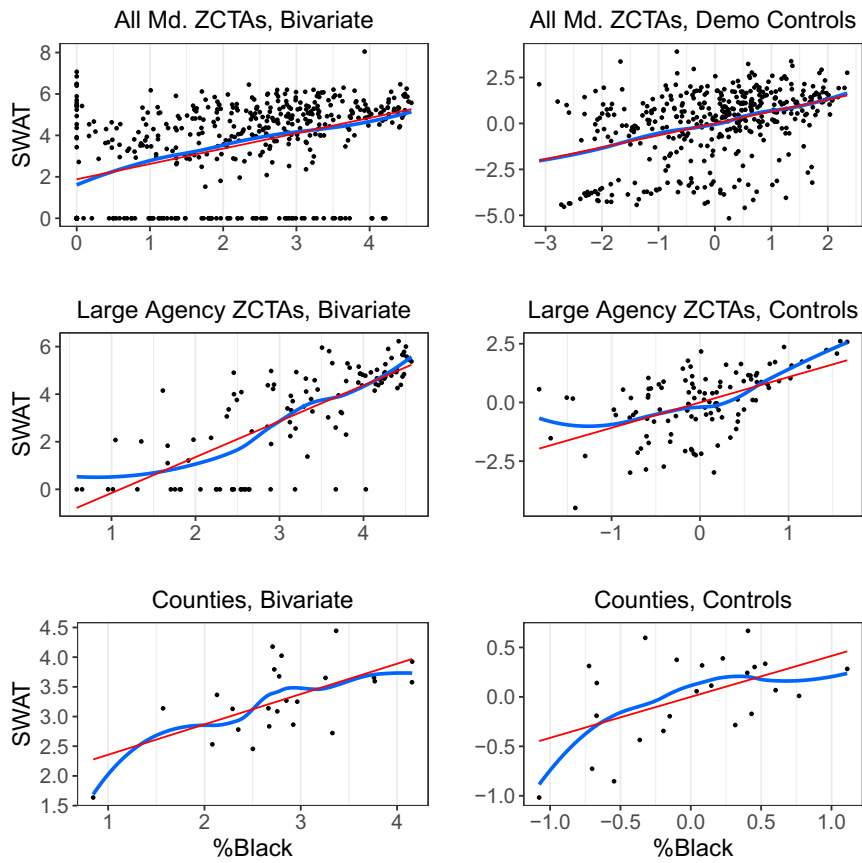 All Md. ZCTAs, Bivariate
All Md. ZCTAs, Demo Controls
SWAT
8
6
4
2
0
0 1 2 3 4
2.5
0.0
−2.5
−5.0
−3 −2 −1 0 1 2
Large Agency ZCTAs, Bivariate
Large Agency ZCTAs, Controls
SWAT
6
4
2
0
1 2 3 4
2.5
0.0
−2.5
−1 0 1
Counties, Bivariate
Counties, Controls
SWAT
4.5
4.0
3.5
3.0
2.5
2.0
1.5
1 2 3 4
%Black
0.5
0.0
−0.5
−1.0
−1.0 −0.5 0.0 0.5 1.0
%Black